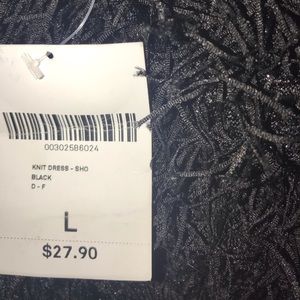 00302586024
KNIT DRESS - SHO
BLACK
D - F
L
$27.90